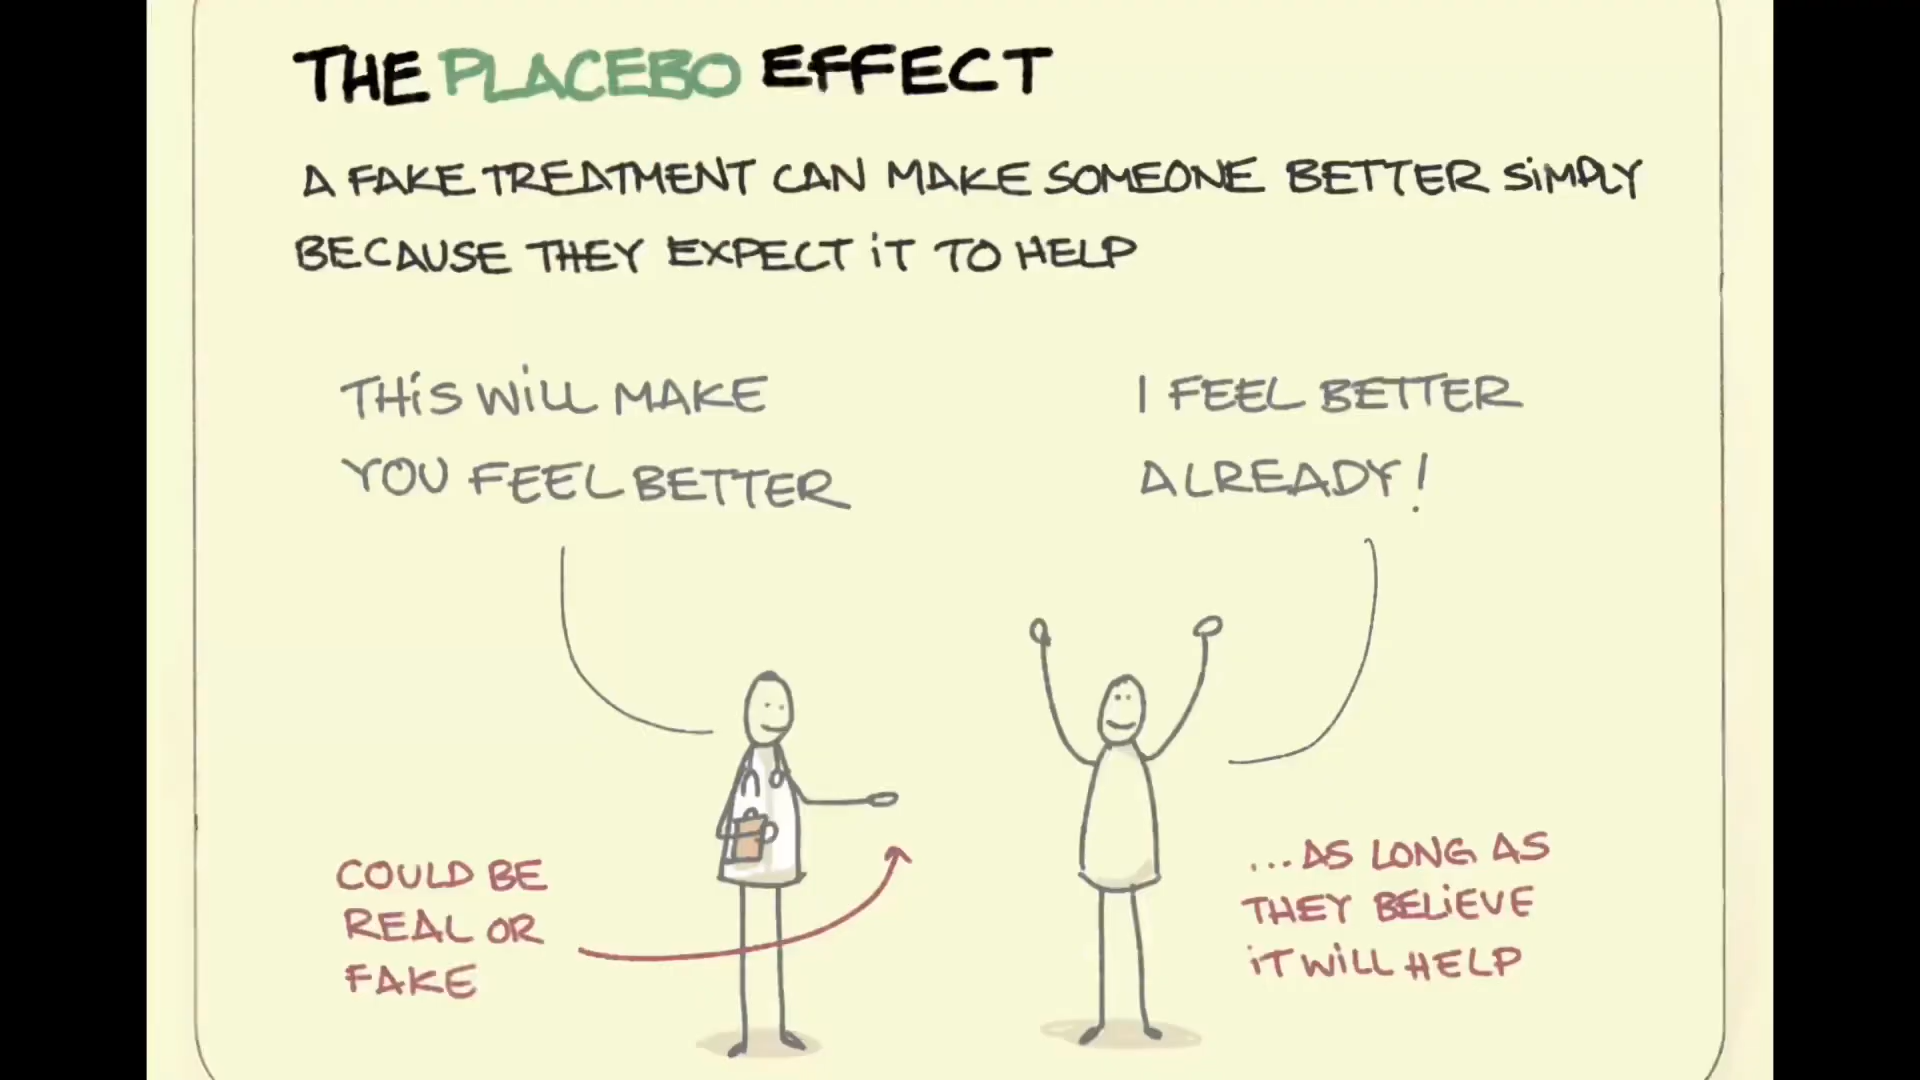 THE PLACEBO EFFECT
A FAKE TREATMENT CAN MAKE SOMEONE BETTER SIMPLY
BECAUSE THEY EXPECT IT TO HELP
THIS WILL MAKE
YOU FEEL BETTER
I FEEL BETTER
ALREADY!
COULD BE
REAL OR
FAKE
...AS LONG AS
THEY BELIEVE
IT WILL HELP